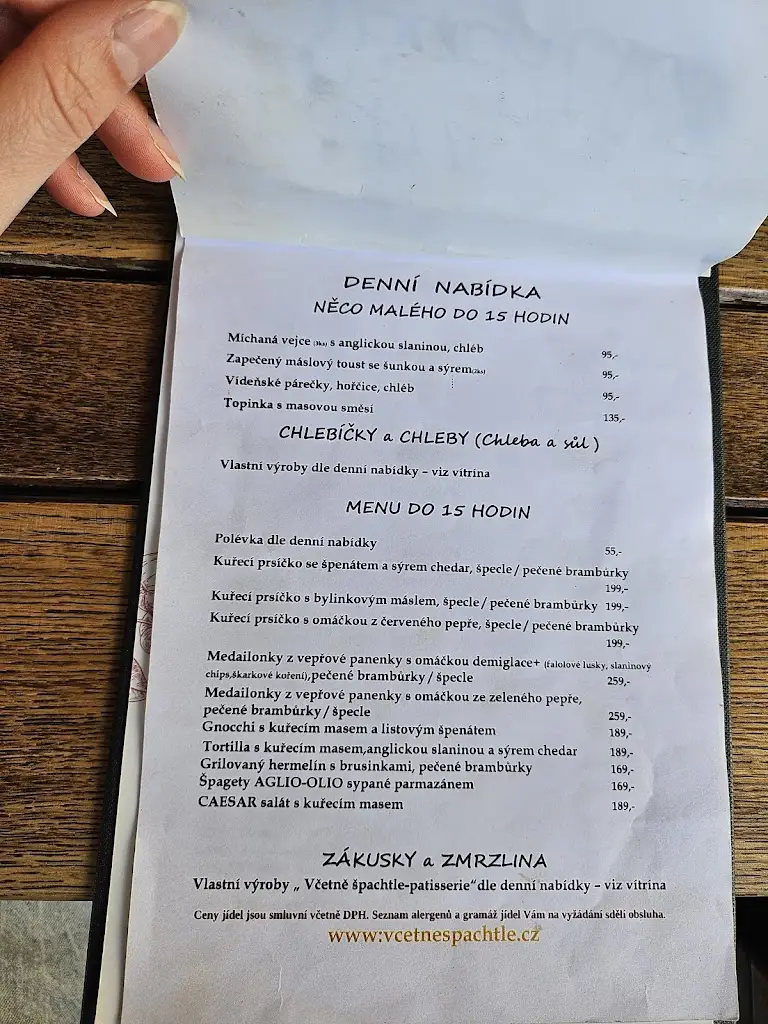 DENNÍ NABÍDKA
NĚCO MALÉHO DO 15 HODIN
Míchaná vejce (3ks) s anglickou slaninou, chléb 95,-
Zapečený máslový toust se šunkou a sýrem(2ks) 95,-
Vídeňské párečky, hořčice, chléb 95,-
Topinka s masovou směsí 135,-
CHLEBÍČKY a CHLEBY (Chleba a sůl)
Vlastní výroby dle denní nabídky – viz vitrína
MENU DO 15 HODIN
Polévka dle denní nabídky 55,-
Kuřecí prsíčko se špenátem a sýrem chedar, špecle / pečené brambůrky
199,-
Kuřecí prsíčko s bylinkovým máslem, špecle / pečené brambůrky 199,-
Kuřecí prsíčko s omáčkou z červeného pepře, špecle / pečené brambůrky
199,-
Medailonky z vepřové panenky s omáčkou demiglace+ (falolové lusky, slaninový
chips,škarkové koření),pečené brambůrky / špecle 259,-
Medailonky z vepřové panenky s omáčkou ze zeleného pepře,
pečené brambůrky / špecle 259,-
Gnocchi s kuřecím masem a listovým špenátem 189,-
Tortilla s kuřecím masem,anglickou slaninou a sýrem chedar 189,-
Grilovaný hermelín s brusinkami, pečené brambůrky 169,-
Špagety AGLIO-OLIO sypané parmazánem 169,-
CAESAR salát s kuřecím masem 189,-
ZÁKUSKY a ZMRZLINA
Vlastní výroby „ Včetně špachtle-patisserie“dle denní nabídky – viz vitrína
Ceny jídel jsou smluvní včetně DPH. Seznam alergenů a gramáž jídel Vám na vyžádání sdělí obsluha.
www.vcetnespachtle.cz